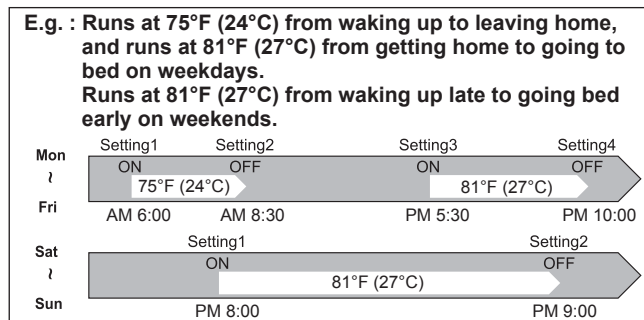 E.g. : Runs at 75°F (24°C) from waking up to leaving home,
and runs at 81°F (27°C) from getting home to going to
bed on weekdays.
Runs at 81°F (27°C) from waking up late to going bed
early on weekends.
Setting1 Setting2 Setting3 Setting4
Mon
ON OFF ON OFF
~
75°F (24°C) 81°F (27°C)
Fri
AM 6:00 AM 8:30 PM 5:30 PM 10:00
Setting1 Setting2
Sat
ON OFF
~
81°F (27°C)
Sun
PM 8:00 PM 9:00